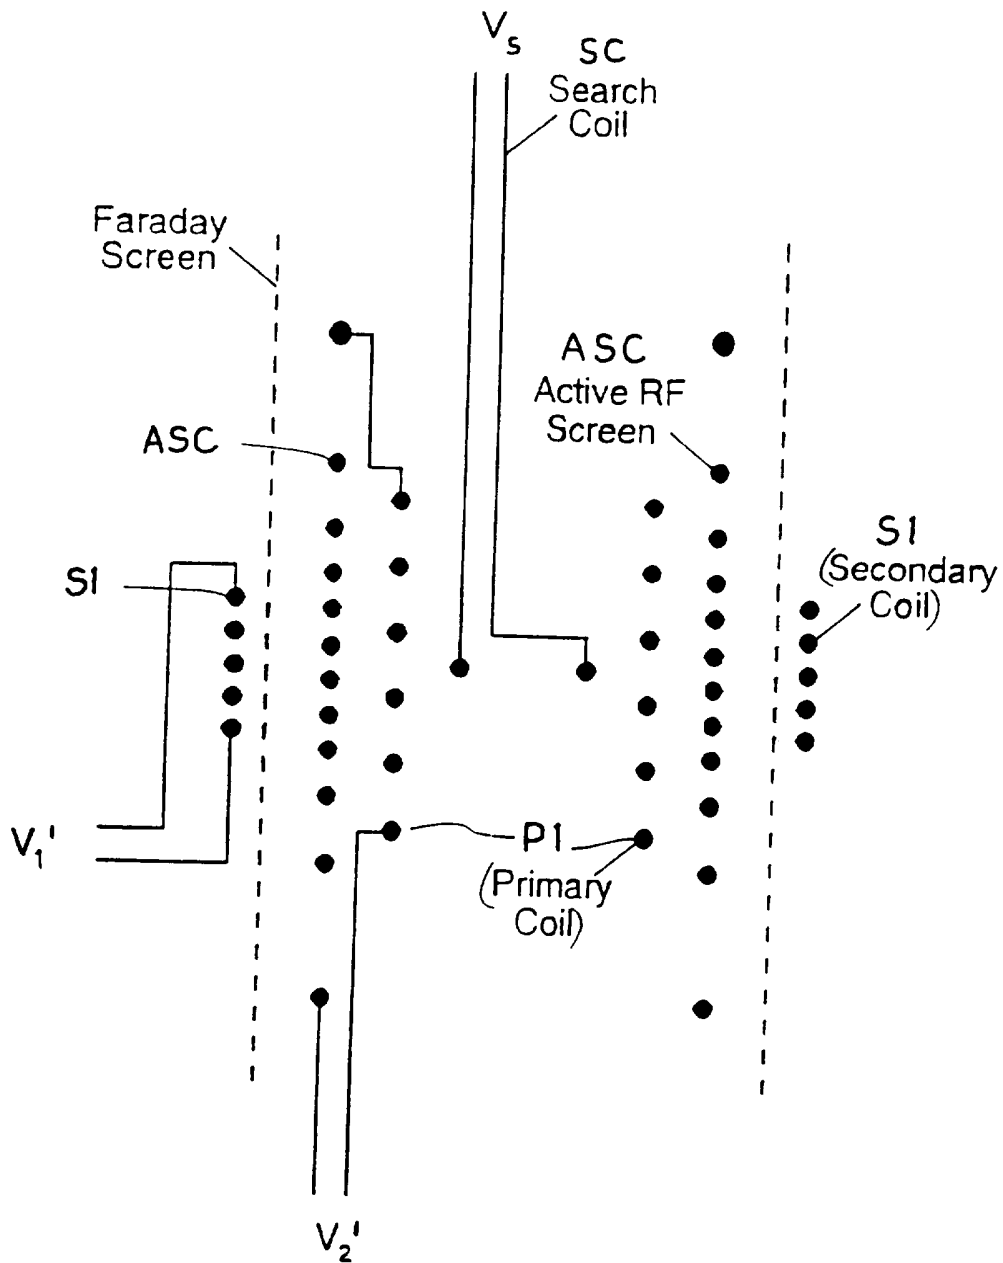 Vs
SC
Search
Coil
Faraday
Screen
ASC
Active RF
Screen
ASC
S1
(Secondary
Coil)
S1
V1'
P1
(Primary
Coil)
V2'